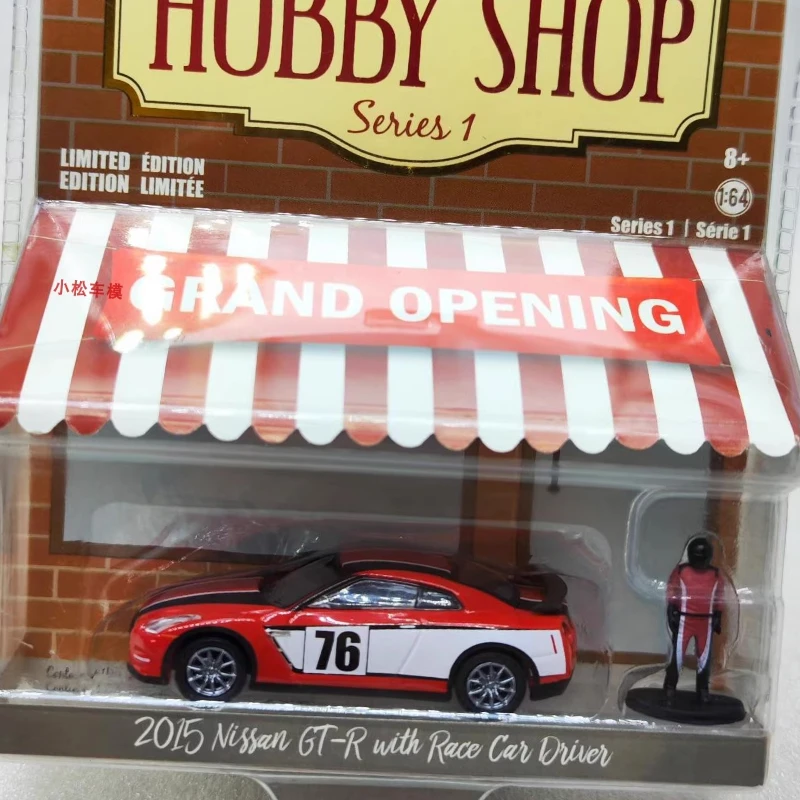 HOBBY SHOP
Series 1
LIMITED ÉDITION
EDITION LIMITÉE
8+
1:64
Series 1 | Série 1
小松车模
GRAND OPENING
76
2015 Nissan GT-R with Race Car Driver